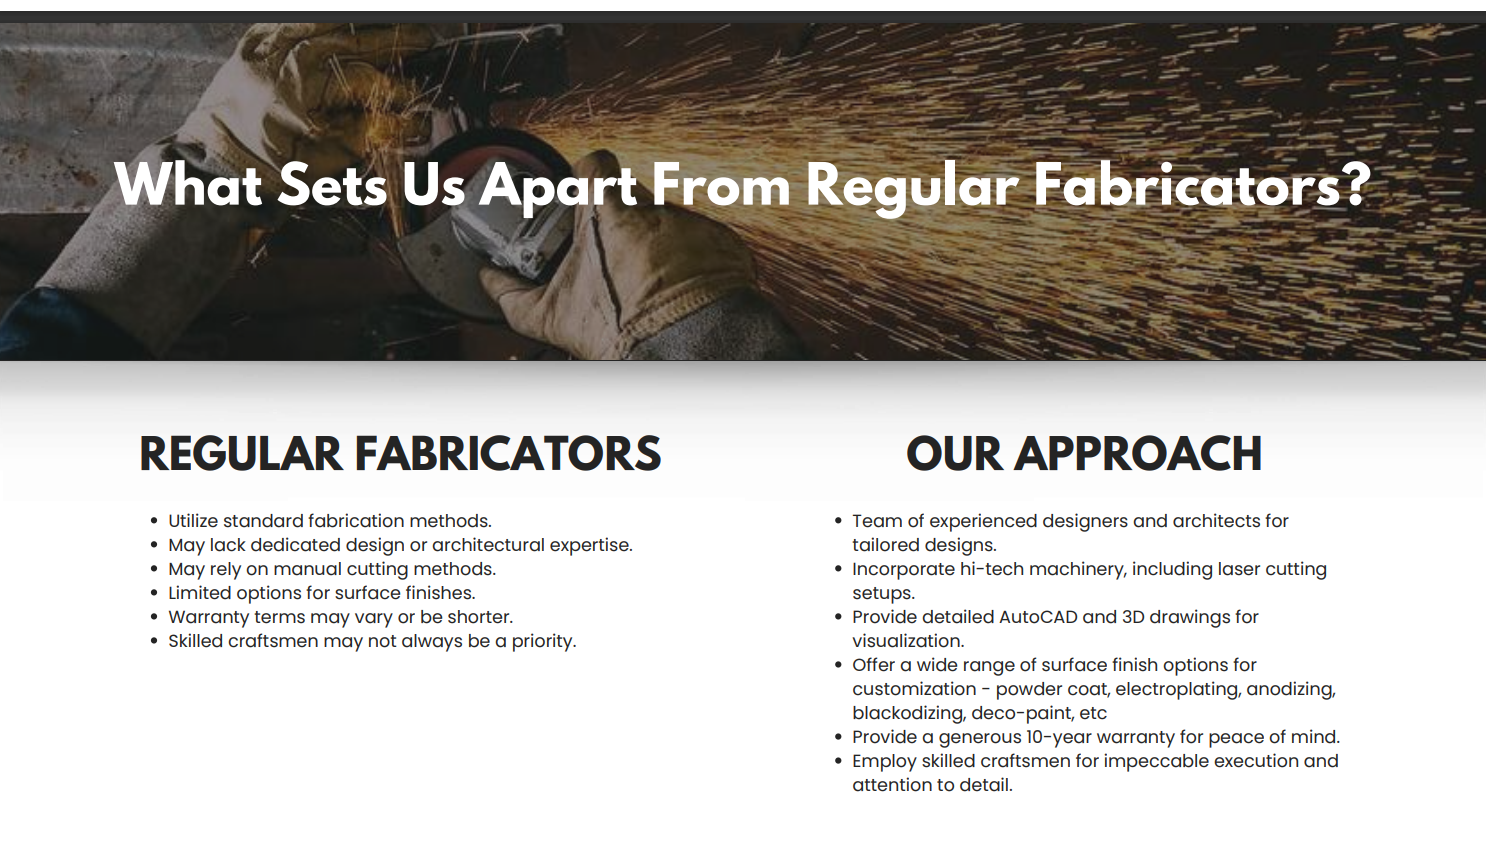 What Sets Us Apart From Regular Fabricators?
REGULAR FABRICATORS
• Utilize standard fabrication methods.
• May lack dedicated design or architectural expertise.
• May rely on manual cutting methods.
• Limited options for surface finishes.
• Warranty terms may vary or be shorter.
• Skilled craftsmen may not always be a priority.
OUR APPROACH
• Team of experienced designers and architects for
tailored designs.
• Incorporate hi-tech machinery, including laser cutting
setups.
• Provide detailed AutoCAD and 3D drawings for
visualization.
• Offer a wide range of surface finish options for
customization - powder coat, electroplating, anodizing,
blackodizing, deco-paint, etc
• Provide a generous 10-year warranty for peace of mind.
• Employ skilled craftsmen for impeccable execution and
attention to detail.